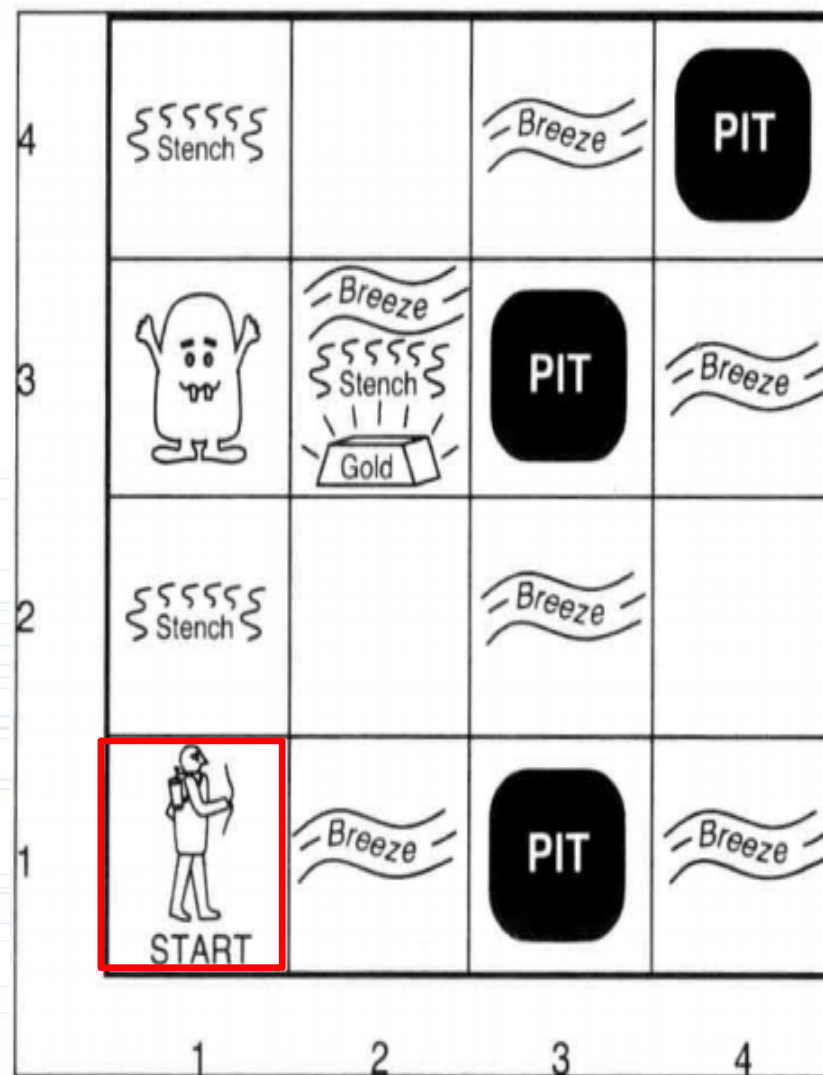 4 Stench Breeze PIT
Breeze
3 Stench PIT Breeze
Gold
2 Stench Breeze
1 Breeze PIT Breeze
START
1 2 3 4